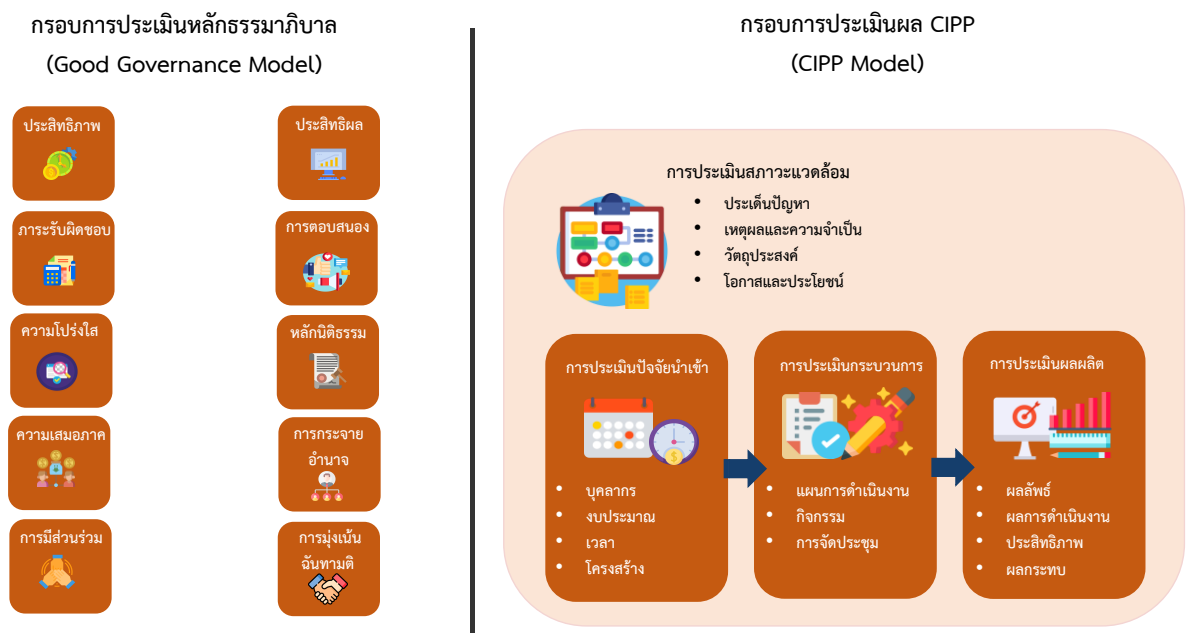 กรอบการประเมินหลักธรรมาภิบาล
(Good Governance Model)
ประสิทธิภาพ
ประสิทธิผล
ภาระรับผิดชอบ
การตอบสนอง
ความโปร่งใส
หลักนิติธรรม
ความเสมอภาค
การกระจาย
อำนาจ
การมีส่วนร่วม
การมุ่งเน้น
ฉันทามติ
กรอบการประเมินผล CIPP
(CIPP Model)
การประเมินสภาวะแวดล้อม
• ประเด็นปัญหา
• เหตุผลและความจำเป็น
• วัตถุประสงค์
• โอกาสและประโยชน์
การประเมินปัจจัยนำเข้า
• บุคลากร
• งบประมาณ
• เวลา
• โครงสร้าง
การประเมินกระบวนการ
• แผนการดำเนินงาน
• กิจกรรม
• การจัดประชุม
การประเมินผลผลิต
• ผลลัพธ์
• ผลการดำเนินงาน
• ประสิทธิภาพ
• ผลกระทบ